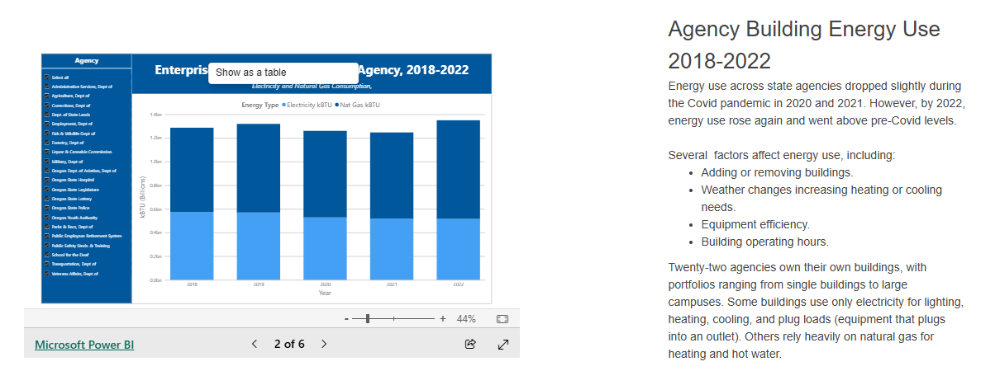 Agency
Select all
Administrative Services, Dept of
Agriculture, Dept of
Corrections, Dept of
Dept. of State Lands
Employment, Dept of
Fish & Wildlife Dept of
Forestry, Dept of
Liquor & Cannabis Commission
Military, Dept of
Oregon Dept. of Aviation, Dept of
Oregon State Hospital
Oregon State Legislature
Oregon State Lottery
Oregon State Police
Oregon Youth Authority
Parks & Recs, Dept of
Public Employees Retirement System
Public Safety Stnds. & Training
School for the Deaf
Transportation, Dept of
Veterans Affairs, Dept of
Enterpris Agency, 2018-2022
Show as a table
Electricity and Natural Gas Consumption,
Energy Type Electricity kBTU Nat Gas kBTU
kBTU (Billions)
1.4bn
1.2bn
1.0bn
0.8bn
0.6bn
0.4bn
0.2bn
0.0bn
2018 2019 2020 2021 2022
Year
- + 44%
Microsoft Power BI < 2 of 6 >
Agency Building Energy Use
2018-2022
Energy use across state agencies dropped slightly during
the Covid pandemic in 2020 and 2021. However, by 2022,
energy use rose again and went above pre-Covid levels.
Several factors affect energy use, including:
• Adding or removing buildings.
• Weather changes increasing heating or cooling
needs.
• Equipment efficiency.
• Building operating hours.
Twenty-two agencies own their own buildings, with
portfolios ranging from single buildings to large
campuses. Some buildings use only electricity for lighting,
heating, cooling, and plug loads (equipment that plugs
into an outlet). Others rely heavily on natural gas for
heating and hot water.